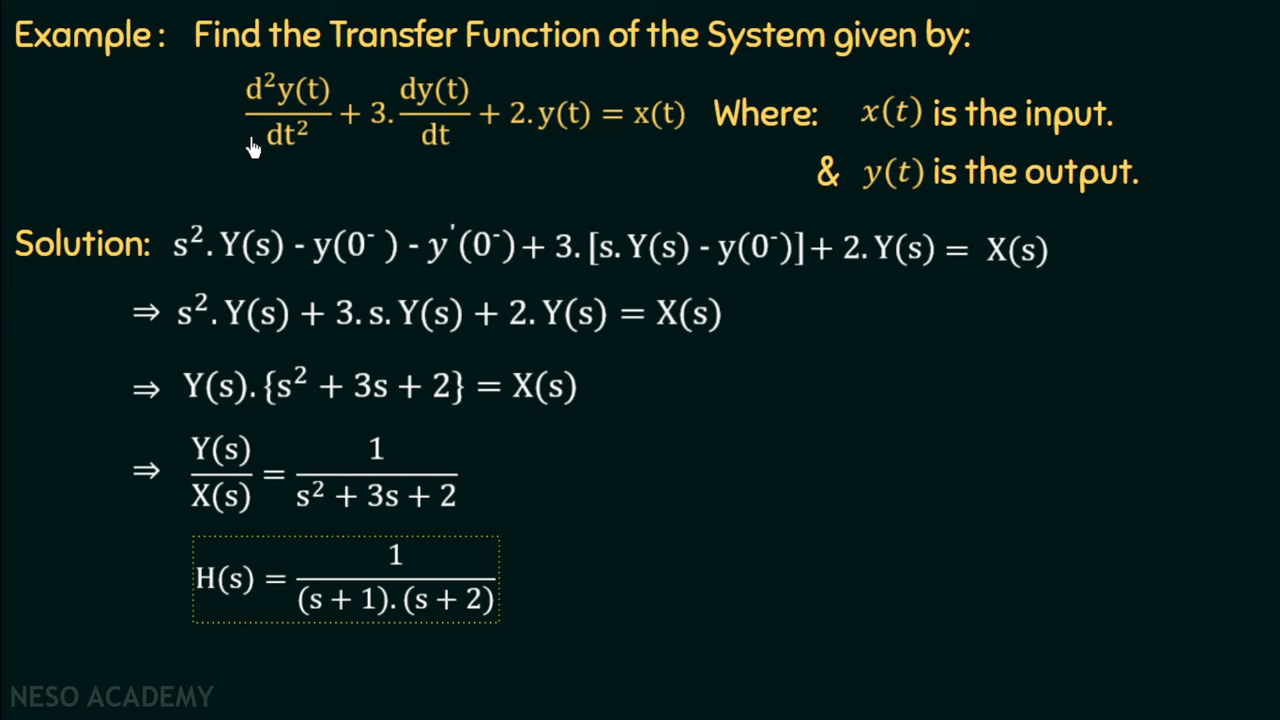 Example : Find the Transfer Function of the System given by:
d²y(t)/dt² + 3. dy(t)/dt + 2. y(t) = x(t) Where: x(t) is the input.
& y(t) is the output.
Solution: s². Y(s) - y(0⁻ ) - y'(0⁻) + 3. [s. Y(s) - y(0⁻)] + 2. Y(s) = X(s)
⇒ s². Y(s) + 3. s. Y(s) + 2. Y(s) = X(s)
⇒ Y(s). {s² + 3s + 2} = X(s)
⇒ Y(s)/X(s) = 1/(s² + 3s + 2)
H(s) = 1/((s + 1). (s + 2))
NESO ACADEMY